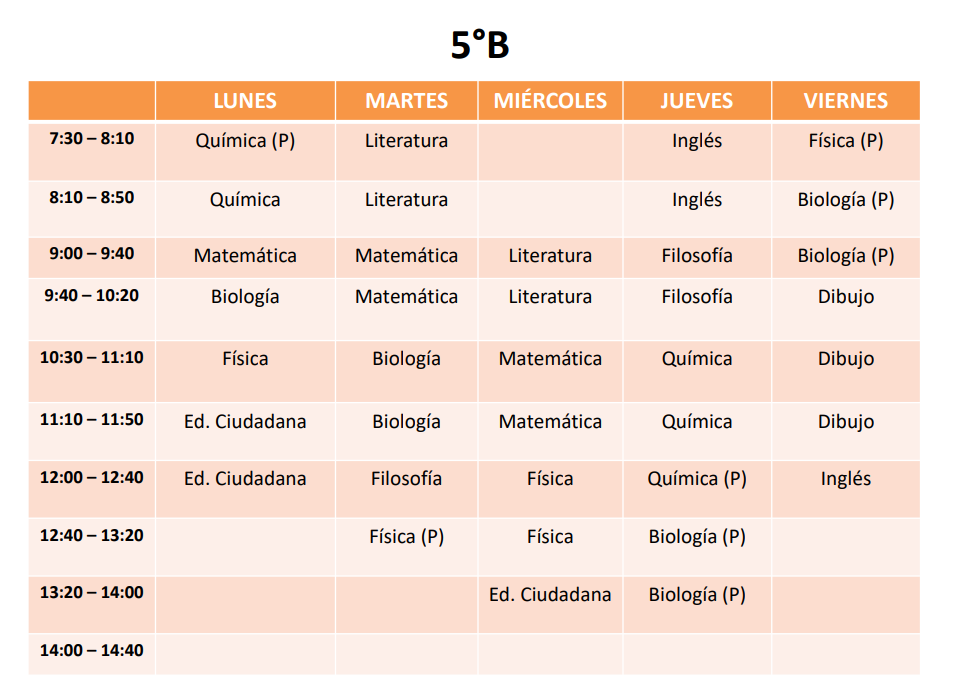 5°B
LUNES MARTES MIÉRCOLES JUEVES VIERNES
7:30 – 8:10 Química (P) Literatura Inglés Física (P)
8:10 – 8:50 Química Literatura Inglés Biología (P)
9:00 – 9:40 Matemática Matemática Literatura Filosofía Biología (P)
9:40 – 10:20 Biología Matemática Literatura Filosofía Dibujo
10:30 – 11:10 Física Biología Matemática Química Dibujo
11:10 – 11:50 Ed. Ciudadana Biología Matemática Química Dibujo
12:00 – 12:40 Ed. Ciudadana Filosofía Física Química (P) Inglés
12:40 – 13:20 Física (P) Física Biología (P)
13:20 – 14:00 Ed. Ciudadana Biología (P)
14:00 – 14:40